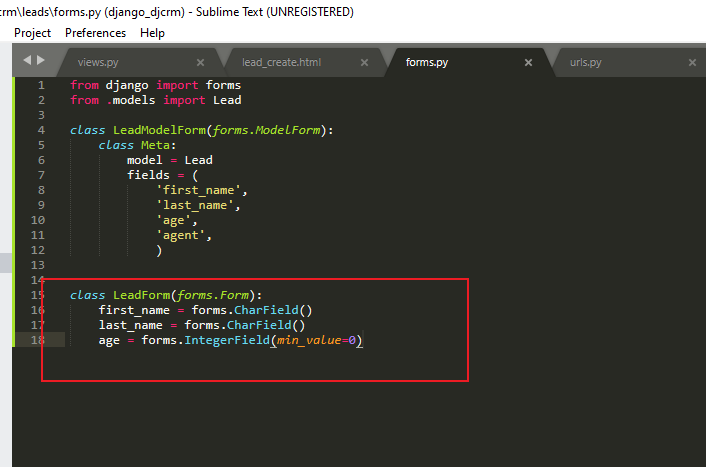 crm\leads\forms.py (django_djcrm) - Sublime Text (UNREGISTERED)
Project Preferences Help
views.py lead_create.html forms.py urls.py
1 from django import forms
2 from .models import Lead
3
4 class LeadModelForm(forms.ModelForm):
5 class Meta:
6 model = Lead
7 fields = (
8 'first_name',
9 'last_name',
10 'age',
11 'agent',
12 )
13
14
15 class LeadForm(forms.Form):
16 first_name = forms.CharField()
17 last_name = forms.CharField()
18 age = forms.IntegerField(min_value=0)